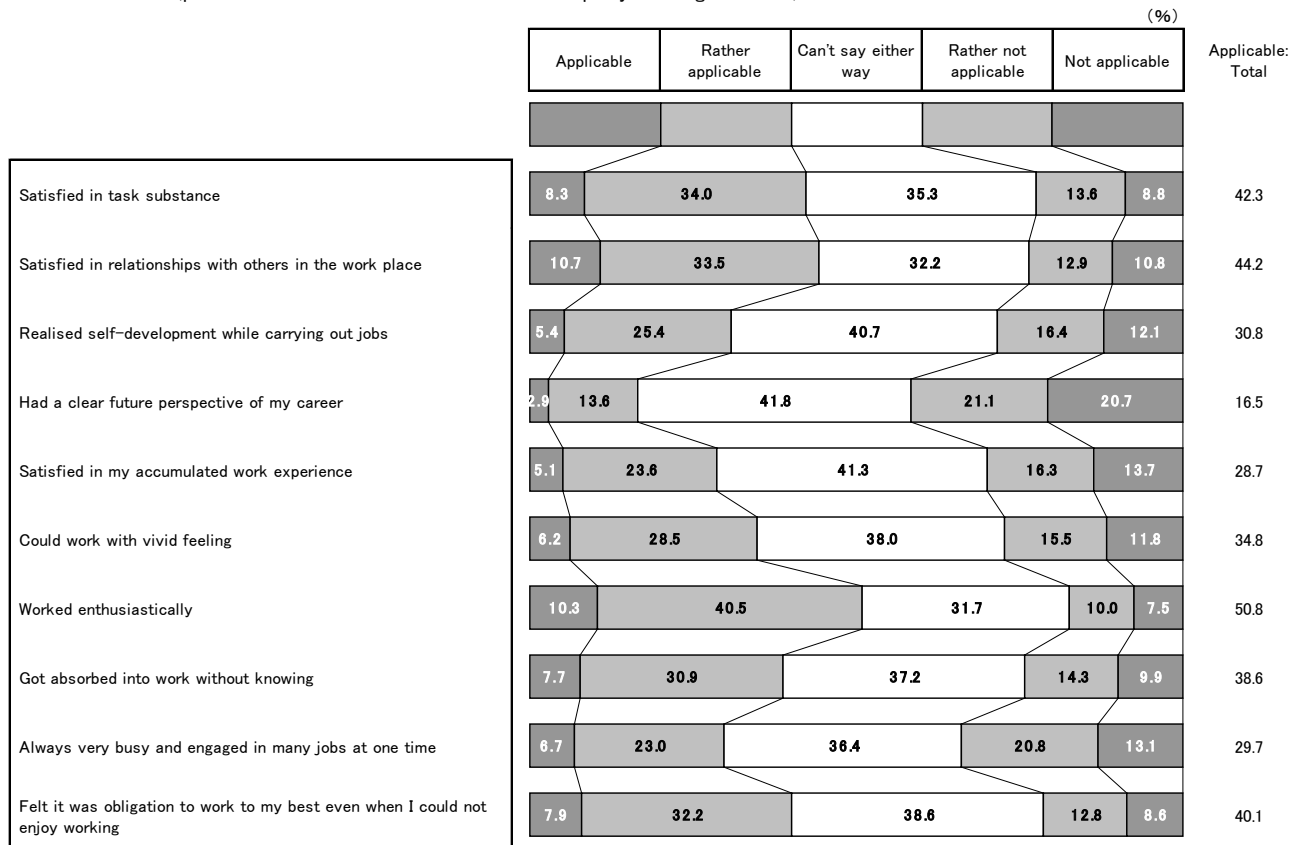 (%)
Applicable
Rather
applicable
Can't say either
way
Rather not
applicable
Not applicable
Applicable:
Total
Satisfied in task substance
8.3 34.0 35.3 13.6 8.8 42.3
Satisfied in relationships with others in the work place
10.7 33.5 32.2 12.9 10.8 44.2
Realised self-development while carrying out jobs
5.4 25.4 40.7 16.4 12.1 30.8
Had a clear future perspective of my career
2.9 13.6 41.8 21.1 20.7 16.5
Satisfied in my accumulated work experience
5.1 23.6 41.3 16.3 13.7 28.7
Could work with vivid feeling
6.2 28.5 38.0 15.5 11.8 34.8
Worked enthusiastically
10.3 40.5 31.7 10.0 7.5 50.8
Got absorbed into work without knowing
7.7 30.9 37.2 14.3 9.9 38.6
Always very busy and engaged in many jobs at one time
6.7 23.0 36.4 20.8 13.1 29.7
Felt it was obligation to work to my best even when I could not
enjoy working
7.9 32.2 38.6 12.8 8.6 40.1